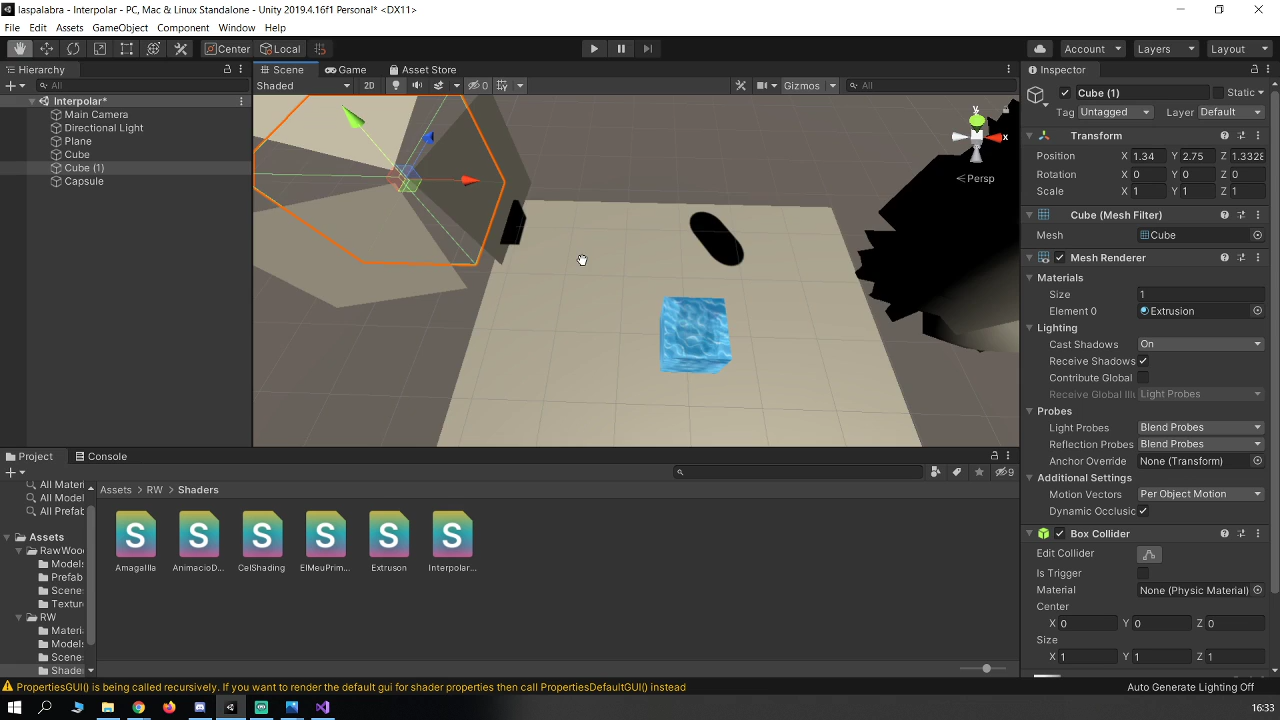 laspalabra - Interpolar - PC, Mac & Linux Standalone - Unity 2019.4.16f1 Personal* <DX11>
File Edit Assets GameObject Component Window Help
Center Local Account Layers Layout
Hierarchy
All
Interpolar*
Main Camera
Directional Light
Plane
Cube
Cube (1)
Capsule
Scene Game Asset Store
Shaded 2D 0 Gizmos All
y
x
Persp
Inspector
Cube (1) Static
Tag Untagged Layer Default
Transform
Position X 1.34 Y 2.75 Z 1.3328
Rotation X 0 Y 0 Z 0
Scale X 1 Y 1 Z 1
Cube (Mesh Filter)
Mesh Cube
Mesh Renderer
Materials
Size 1
Element 0 Extrusion
Lighting
Cast Shadows On
Receive Shadows
Contribute Global
Receive Global Illu Light Probes
Probes
Light Probes Blend Probes
Reflection Probes Blend Probes
Anchor Override None (Transform)
Additional Settings
Motion Vectors Per Object Motion
Dynamic Occlusic
Box Collider
Edit Collider
Is Trigger
Material None (Physic Material)
Center
X 0 Y 0 Z 0
Size
X 1 Y 1 Z 1
Project Console
9
All Materi
All Model
All Prefab
Assets
RawWoo
Models
Prefab
Scenes
Texture
RW
Materi
Models
Scenes
Shade
Assets RW Shaders
AmagaIlla AnimacioD... CelShading ElMeuPrim... Extruson Interpolar...
PropertiesGUI() is being called recursively. If you want to render the default gui for shader properties then call PropertiesDefaultGUI() instead
Auto Generate Lighting Off
16:33